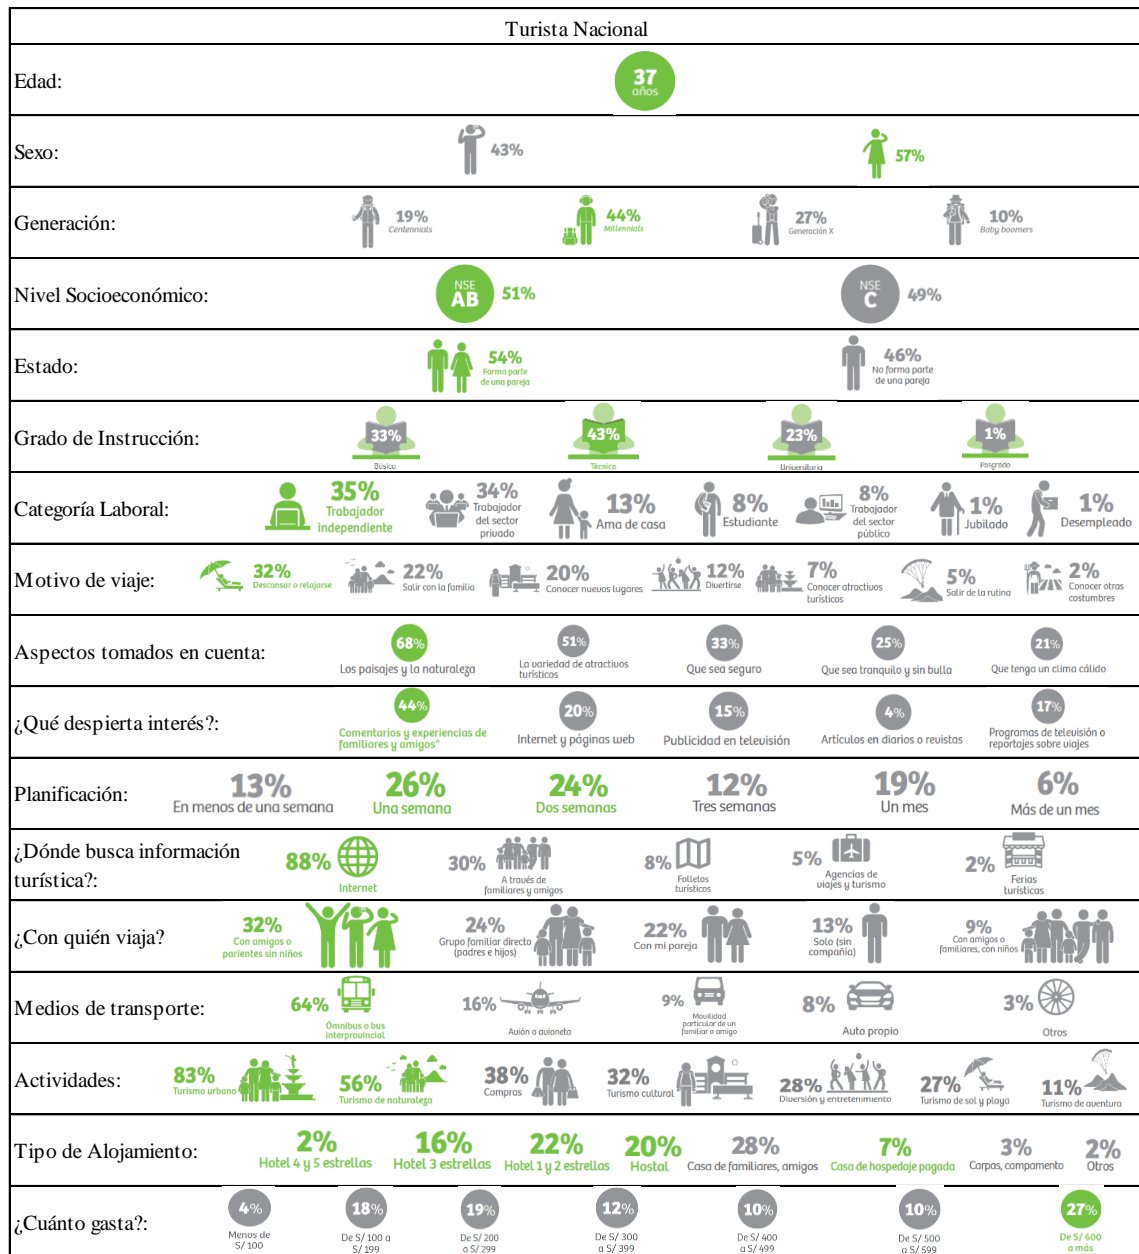 Turista Nacional
Edad:
37
años
Sexo:
43%
57%
Generación:
19%
Centennials
44%
Millennials
27%
Generación X
10%
Baby boomers
Nivel Socioeconómico:
NSE
AB
51%
NSE
C
49%
Estado:
54%
Forma parte
de una pareja
46%
No forma parte
de una pareja
Grado de Instrucción:
33%
Básica
43%
Técnica
23%
Universitaria
1%
Posgrado
Categoría Laboral:
35%
Trabajador
independiente
34%
Trabajador
del sector
privado
13%
Ama de casa
8%
Estudiante
8%
Trabajador
del sector
público
1%
Jubilado
1%
Desempleado
Motivo de viaje:
32%
Descansar o relajarse
22%
Salir con la familia
20%
Conocer nuevos lugares
12%
Divertirse
7%
Conocer atractivos
turísticos
5%
Salir de la rutina
2%
Conocer otras
costumbres
Aspectos tomados en cuenta:
68%
Los paisajes y la naturaleza
51%
La variedad de atractivos
turísticos
33%
Que sea seguro
25%
Que sea tranquilo y sin bulla
21%
Que tenga un clima cálido
¿Qué despierta interés?:
44%
Comentarios y experiencias de
familiares y amigos*
20%
Internet y páginas web
15%
Publicidad en televisión
4%
Artículos en diarios o revistas
17%
Programas de televisión o
reportajes sobre viajes
Planificación:
13%
En menos de una semana
26%
Una semana
24%
Dos semanas
12%
Tres semanas
19%
Un mes
6%
Más de un mes
¿Dónde busca información
turística?:
88%
Internet
30%
A través de
familiares y amigos
8%
Folletos
turísticos
5%
Agencias de
viajes y turismo
2%
Ferias
turísticas
¿Con quién viaja?
32%
Con amigos o
parientes sin niños
24%
Grupo familiar directo
(padres e hijos)
22%
Con mi pareja
13%
Solo (sin
compañía)
9%
Con amigos o
familiares, con niños
Medios de transporte:
64%
Ómnibus o bus
interprovincial
16%
Avión o avioneta
9%
Movilidad
particular de un
familiar o amigo
8%
Auto propio
3%
Otros
Actividades:
83%
Turismo urbano
56%
Turismo de naturaleza
38%
Compras
32%
Turismo cultural
28%
Diversión y entretenimiento
27%
Turismo de sol y playa
11%
Turismo de aventura
Tipo de Alojamiento:
2%
Hotel 4 y 5 estrellas
16%
Hotel 3 estrellas
22%
Hotel 1 y 2 estrellas
20%
Hostal
28%
Casa de familiares, amigos
7%
Casa de hospedaje pagada
3%
Carpas, campamento
2%
Otros
¿Cuánto gasta?:
4%
Menos de
S/ 100
18%
De S/ 100 a
S/ 199
19%
De S/ 200
a S/ 299
12%
De S/ 300
a S/ 399
10%
De S/ 400
a S/ 499
10%
De S/ 500
a S/ 599
27%
De S/ 600
a más